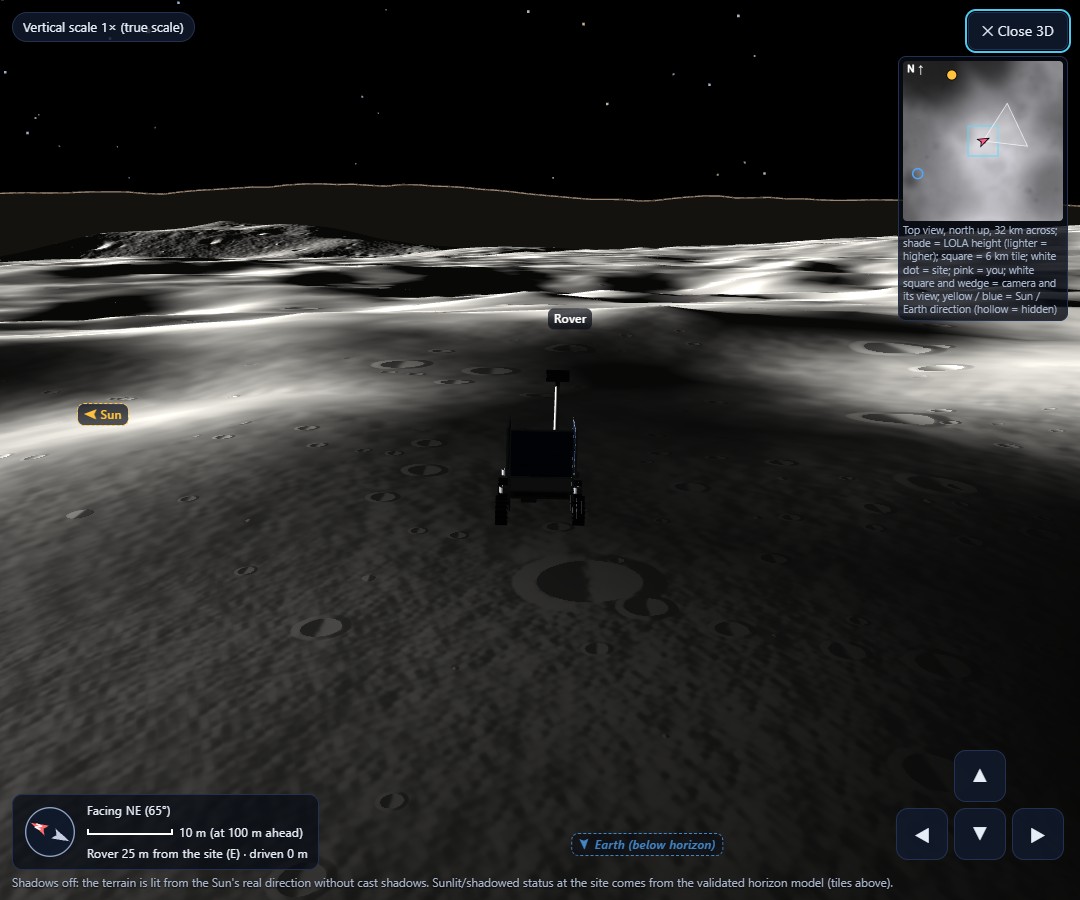 Vertical scale 1× (true scale)
✕ Close 3D
N ↑
Top view, north up, 32 km across;
shade = LOLA height (lighter =
higher); square = 6 km tile; white
dot = site; pink = you; white
square and wedge = camera and
its view; yellow / blue = Sun /
Earth direction (hollow = hidden)
Rover
Sun
Facing NE (65°)
10 m (at 100 m ahead)
Rover 25 m from the site (E) · driven 0 m
Earth (below horizon)
Shadows off: the terrain is lit from the Sun's real direction without cast shadows. Sunlit/shadowed status at the site comes from the validated horizon model (tiles above).